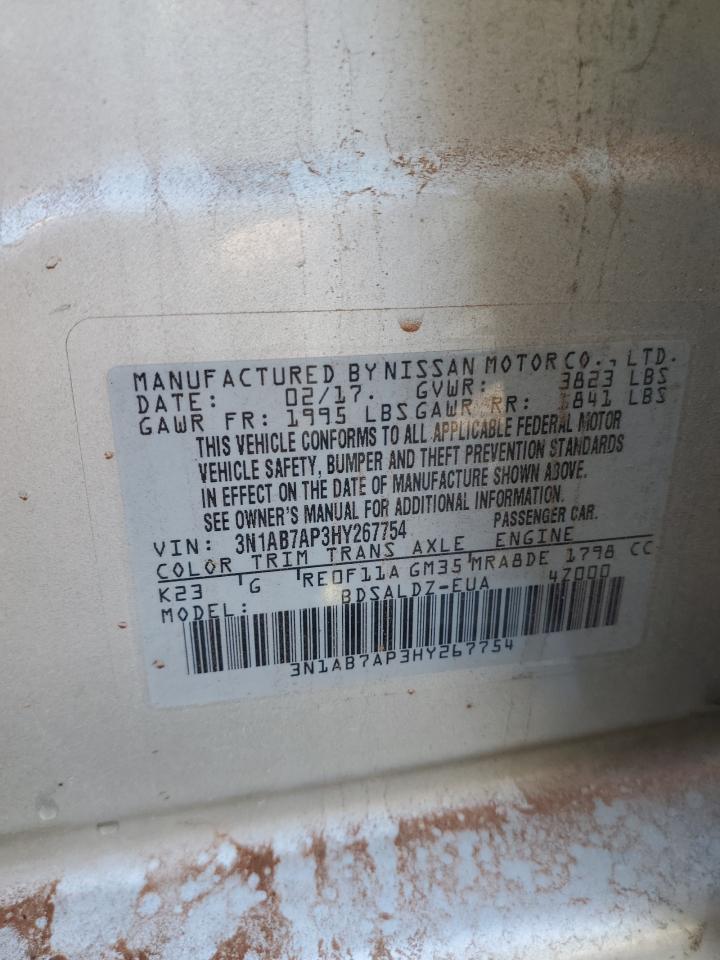 MANUFACTURED BY NISSAN MOTOR CO., LTD.
DATE: 02/17. GVWR: 3823 LBS
GAWR FR: 1995 LBS GAWR RR: 1841 LBS
THIS VEHICLE CONFORMS TO ALL APPLICABLE FEDERAL MOTOR
VEHICLE SAFETY, BUMPER AND THEFT PREVENTION STANDARDS
IN EFFECT ON THE DATE OF MANUFACTURE SHOWN ABOVE.
SEE OWNER'S MANUAL FOR ADDITIONAL INFORMATION.
VIN: 3N1AB7AP3HY267754 PASSENGER CAR.
COLOR TRIM TRANS AXLE ENGINE
K23 G RE0F11A GM35 MRA8DE 1798 CC
MODEL: BDSALDZ-EUA 47000
3N1AB7AP3HY267754